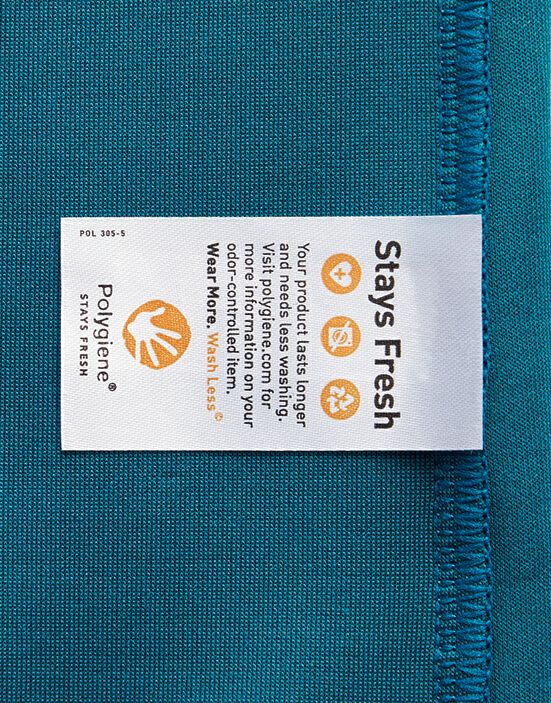 Stays Fresh
Your product lasts longer
and needs less washing.
Visit polygiene.com for
more information on your
odor-controlled item.
Wear More. Wash Less©
Polygiene®
STAYS FRESH
POL 305-5